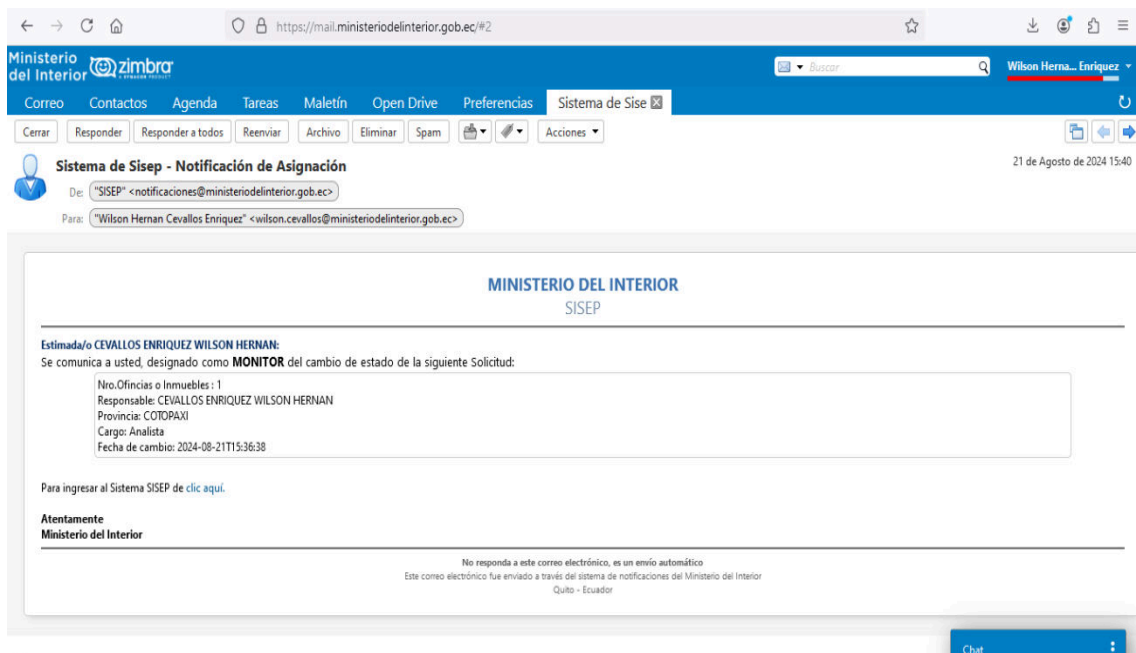 https://mail.ministeriodelinterior.gob.ec/#2
Ministerio del Interior zimbra
Buscar
Wilson Herna... Enriquez
Correo Contactos Agenda Tareas Maletín Open Drive Preferencias Sistema de Sise
Cerrar Responder Responder a todos Reenviar Archivo Eliminar Spam Acciones
Sistema de Sisep - Notificación de Asignación
21 de Agosto de 2024 15:40
De: "SISEP" <notificaciones@ministeriodelinterior.gob.ec>
Para: "Wilson Hernan Cevallos Enriquez" <wilson.cevallos@ministeriodelinterior.gob.ec>
MINISTERIO DEL INTERIOR
SISEP
Estimada/o CEVALLOS ENRIQUEZ WILSON HERNAN:
Se comunica a usted, designado como MONITOR del cambio de estado de la siguiente Solicitud:
Nro.Ofincias o Inmuebles : 1
Responsable: CEVALLOS ENRIQUEZ WILSON HERNAN
Provincia: COTOPAXI
Cargo: Analista
Fecha de cambio: 2024-08-21T15:36:38
Para ingresar al Sistema SISEP de clic aquí.
Atentamente
Ministerio del Interior
No responda a este correo electrónico, es un envío automático
Este correo electrónico fue enviado a través del sistema de notificaciones del Ministerio del Interior
Quito - Ecuador
Chat